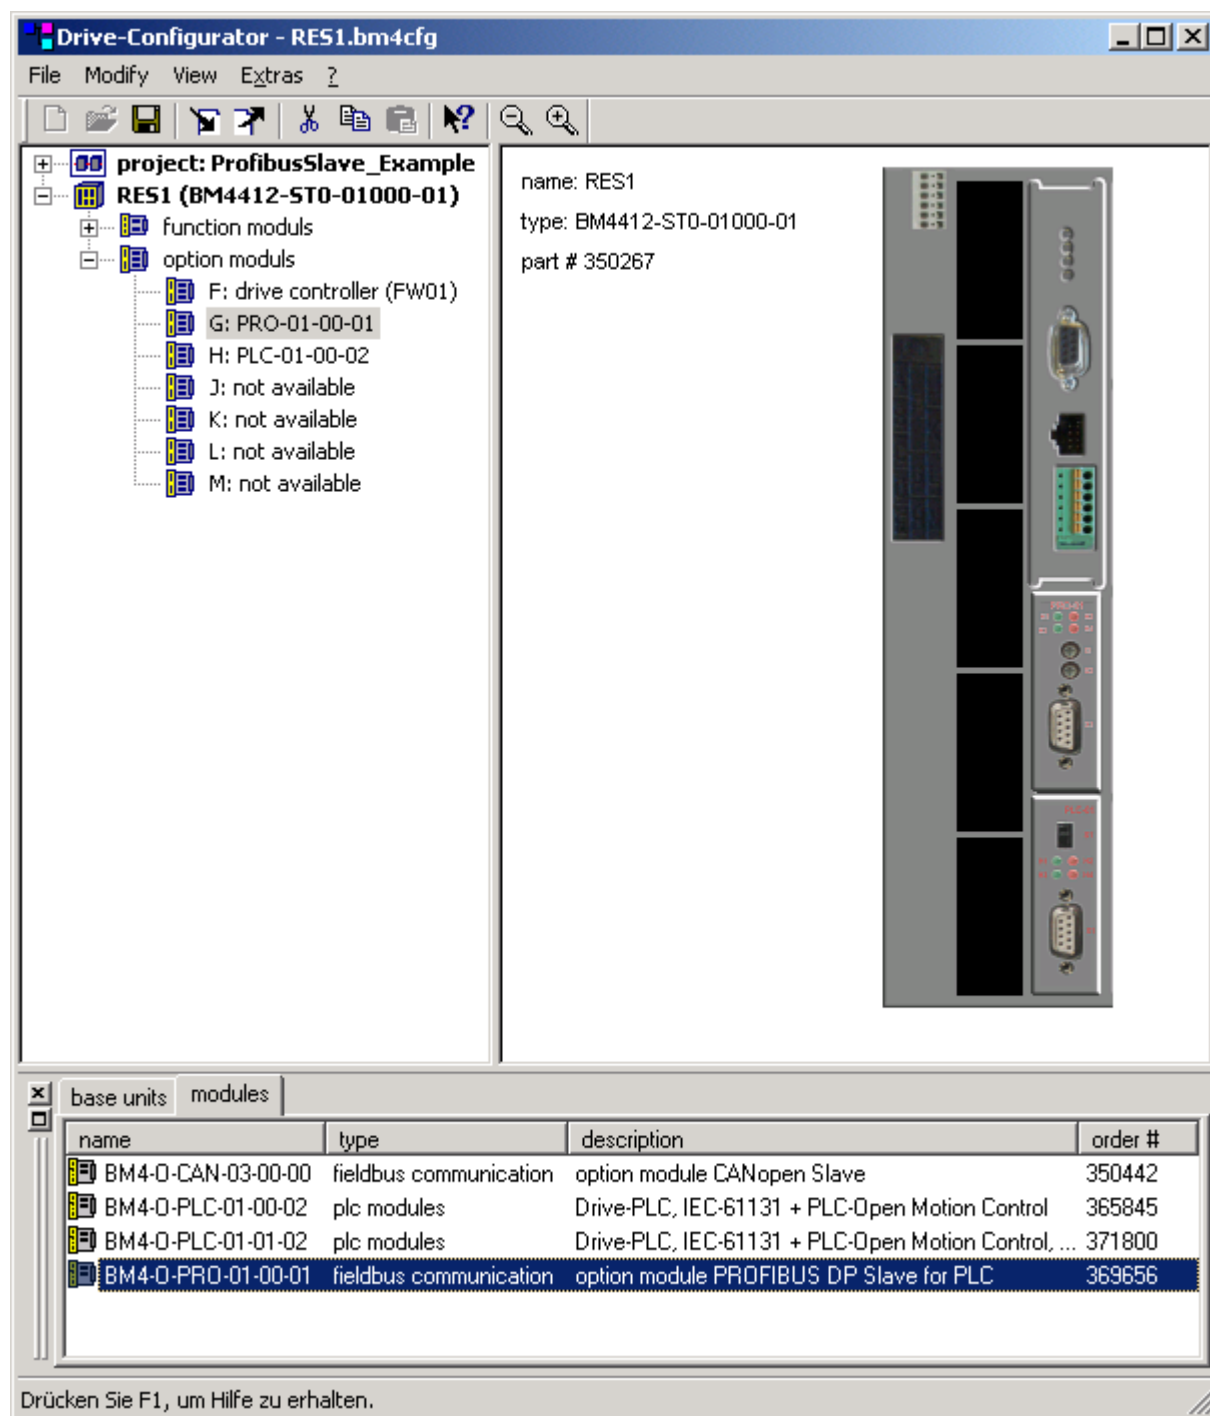 Drive-Configurator - RES1.bm4cfg
File Modify View Extras ?
project: ProfibusSlave_Example
RES1 (BM4412-ST0-01000-01)
function moduls
option moduls
F: drive controller (FW01)
G: PRO-01-00-01
H: PLC-01-00-02
J: not available
K: not available
L: not available
M: not available
name: RES1
type: BM4412-ST0-01000-01
part # 350267
PLC-01
base units modules
name type description order #
BM4-O-CAN-03-00-00 fieldbus communication option module CANopen Slave 350442
BM4-O-PLC-01-00-02 plc modules Drive-PLC, IEC-61131 + PLC-Open Motion Control 365845
BM4-O-PLC-01-01-02 plc modules Drive-PLC, IEC-61131 + PLC-Open Motion Control, ... 371800
BM4-O-PRO-01-00-01 fieldbus communication option module PROFIBUS DP Slave for PLC 369656
Drücken Sie F1, um Hilfe zu erhalten.